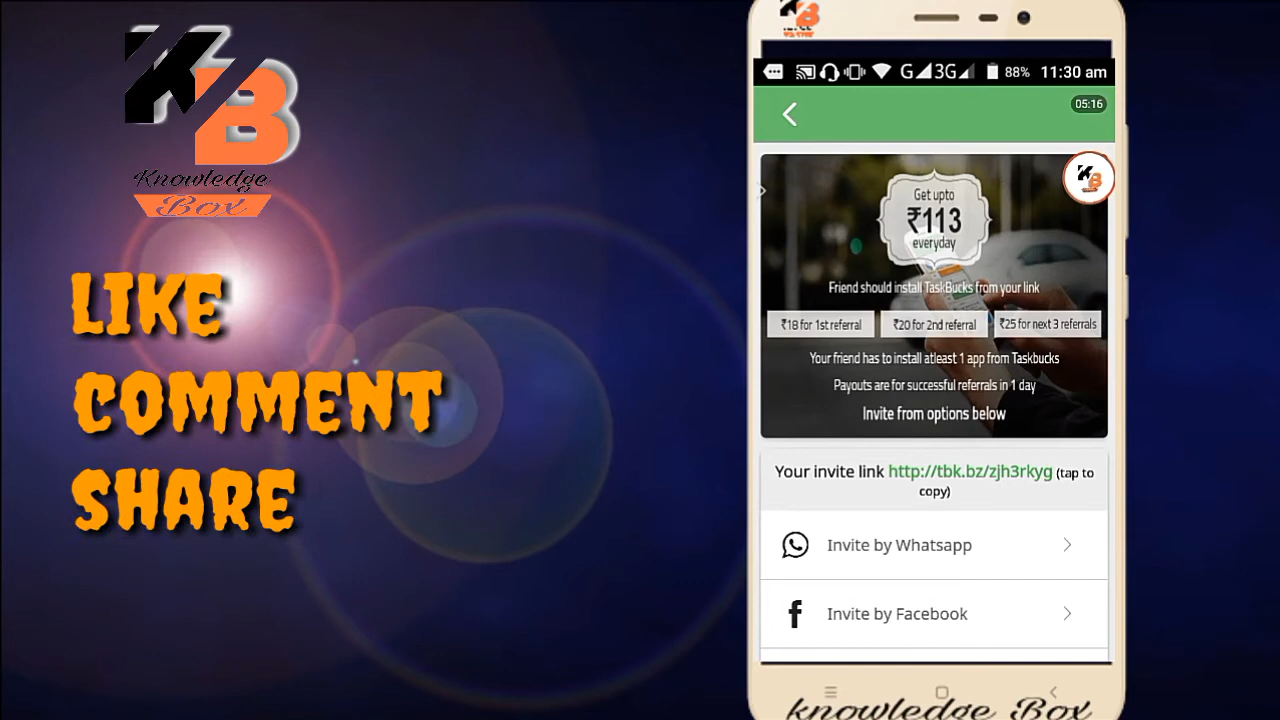 KB
Knowledge
Box
LIKE
COMMENT
SHARE
KB
G 3G 88% 11:30 am
05:16
KB
Get upto
₹113
everyday
Friend should install TaskBucks from your link
₹18 for 1st referral
₹20 for 2nd referral
₹25 for next 3 referrals
Your friend has to install atleast 1 app from Taskbucks
Payouts are for successful referrals in 1 day
Invite from options below
Your invite link http://tbk.bz/zjh3rkyg (tap to
copy)
Invite by Whatsapp
f Invite by Facebook
knowledge Box